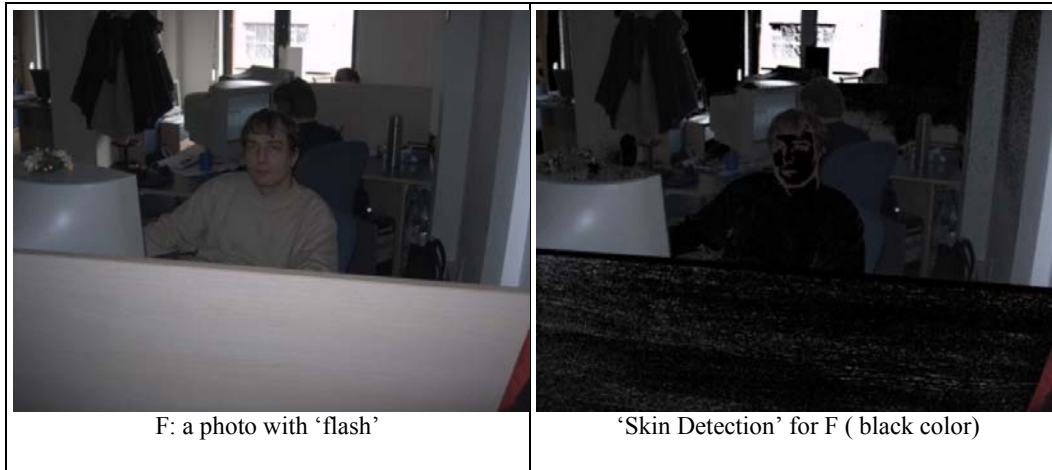 F: a photo with ‘flash’
‘Skin Detection’ for F ( black color)